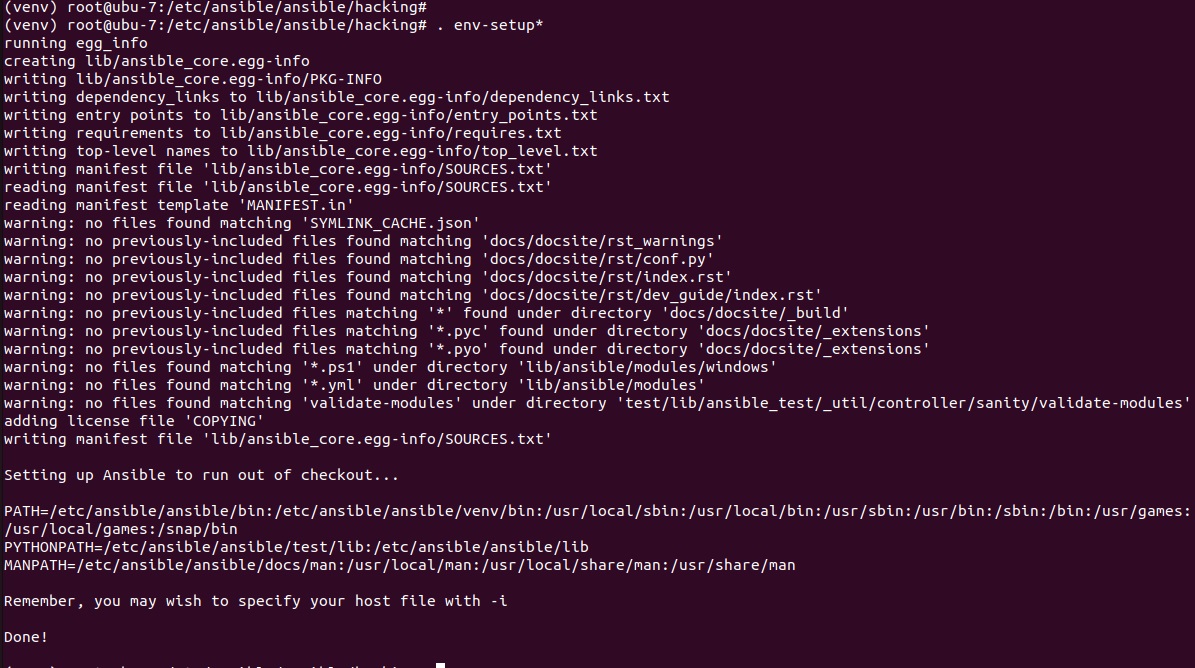 (venv) root@ubu-7:/etc/ansible/ansible/hacking#
(venv) root@ubu-7:/etc/ansible/ansible/hacking# . env-setup*
running egg_info
creating lib/ansible_core.egg-info
writing lib/ansible_core.egg-info/PKG-INFO
writing dependency_links to lib/ansible_core.egg-info/dependency_links.txt
writing entry points to lib/ansible_core.egg-info/entry_points.txt
writing requirements to lib/ansible_core.egg-info/requires.txt
writing top-level names to lib/ansible_core.egg-info/top_level.txt
writing manifest file 'lib/ansible_core.egg-info/SOURCES.txt'
reading manifest file 'lib/ansible_core.egg-info/SOURCES.txt'
reading manifest template 'MANIFEST.in'
warning: no files found matching 'SYMLINK_CACHE.json'
warning: no previously-included files found matching 'docs/docsite/rst_warnings'
warning: no previously-included files found matching 'docs/docsite/rst/conf.py'
warning: no previously-included files found matching 'docs/docsite/rst/index.rst'
warning: no previously-included files found matching 'docs/docsite/rst/dev_guide/index.rst'
warning: no previously-included files matching '*' found under directory 'docs/docsite/_build'
warning: no previously-included files matching '*.pyc' found under directory 'docs/docsite/_extensions'
warning: no previously-included files matching '*.pyo' found under directory 'docs/docsite/_extensions'
warning: no files found matching '*.ps1' under directory 'lib/ansible/modules/windows'
warning: no files found matching '*.yml' under directory 'lib/ansible/modules'
warning: no files found matching 'validate-modules' under directory 'test/lib/ansible_test/_util/controller/sanity/validate-modules'
adding license file 'COPYING'
writing manifest file 'lib/ansible_core.egg-info/SOURCES.txt'
Setting up Ansible to run out of checkout...
PATH=/etc/ansible/ansible/bin:/etc/ansible/ansible/venv/bin:/usr/local/sbin:/usr/local/bin:/usr/sbin:/usr/bin:/sbin:/bin:/usr/games:
/usr/local/games:/snap/bin
PYTHONPATH=/etc/ansible/ansible/test/lib:/etc/ansible/ansible/lib
MANPATH=/etc/ansible/ansible/docs/man:/usr/local/man:/usr/local/share/man:/usr/share/man
Remember, you may wish to specify your host file with -i
Done!